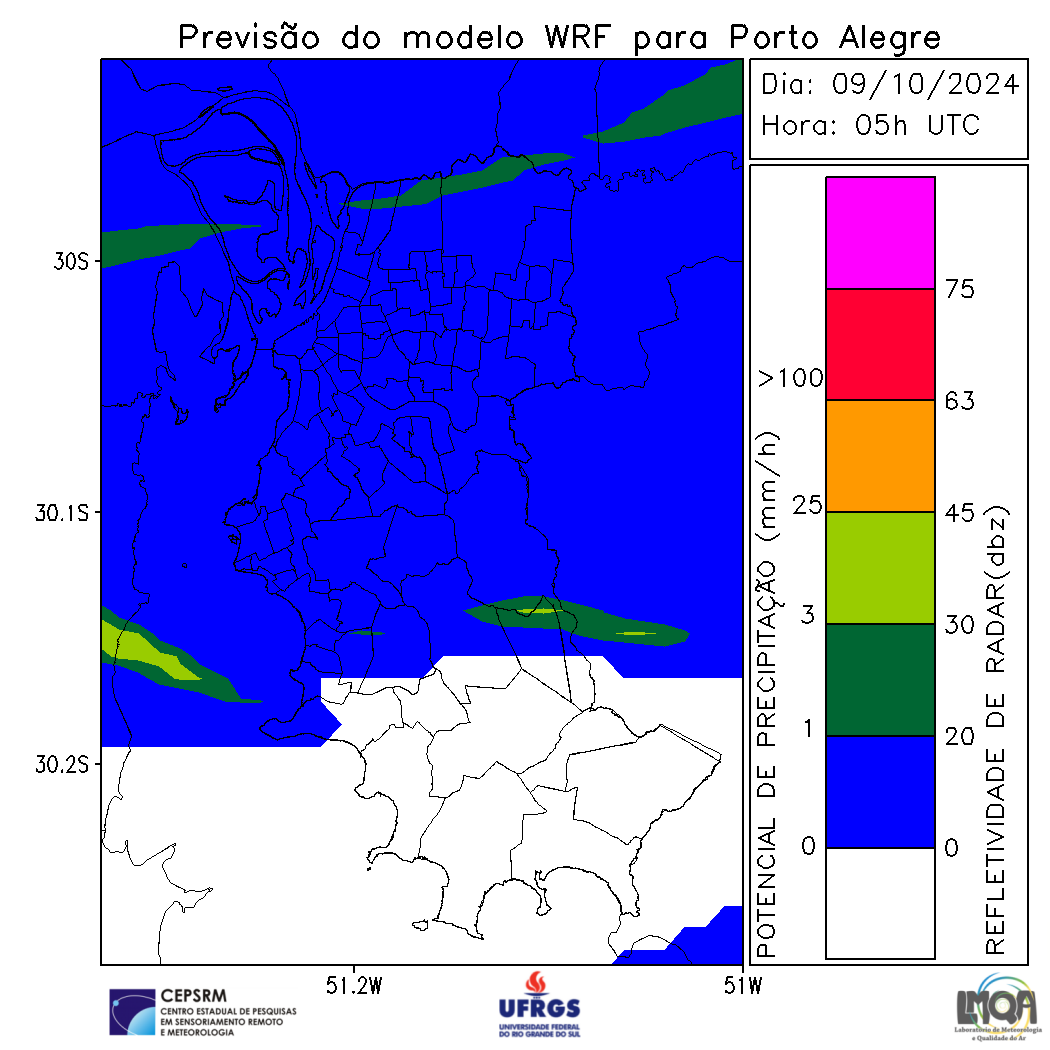 Previsão do modelo WRF para Porto Alegre
Dia: 09/10/2024
Hora: 05h UTC
30S
30.1S
30.2S
51.2W
51W
POTENCIAL DE PRECIPITAÇÃO (mm/h)
>100
25
3
1
0
75
63
45
30
20
0
REFLETIVIDADE DE RADAR(dbz)
CEPSRM
CENTRO ESTADUAL DE PESQUISAS
EM SENSORIAMENTO REMOTO
E METEOROLOGIA
UFRGS
UNIVERSIDADE FEDERAL
DO RIO GRANDE DO SUL
LMQA
Laboratório de Meteorologia
e Qualidade do Ar